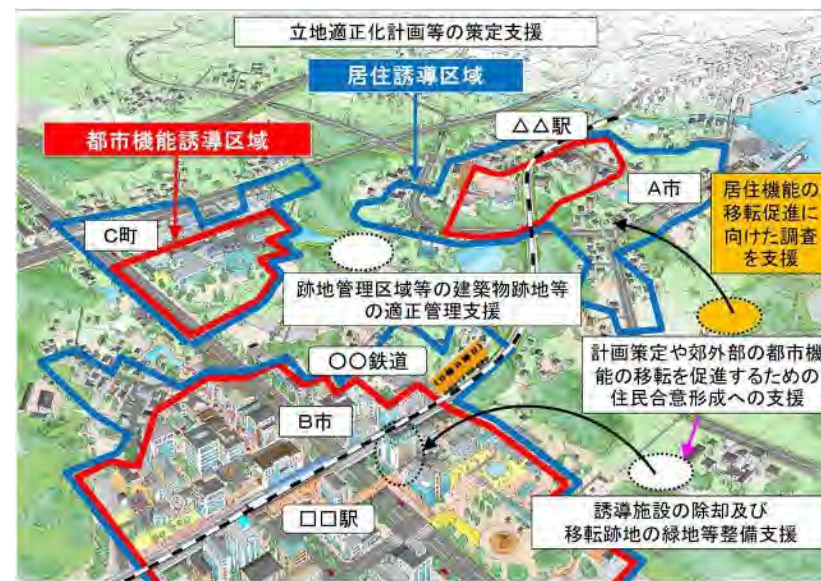 立地適正化計画等の策定支援
居住誘導区域
△△駅
都市機能誘導区域
A市
居住機能の
移転促進に
向けた調査
を支援
C町
跡地管理区域等の建築物跡地等
の適正管理支援
〇〇鉄道
計画策定や郊外部の都市機
能の移転を促進するための
住民合意形成への支援
B市
誘導施設の除却及び
移転跡地の緑地等整備支援
□□駅